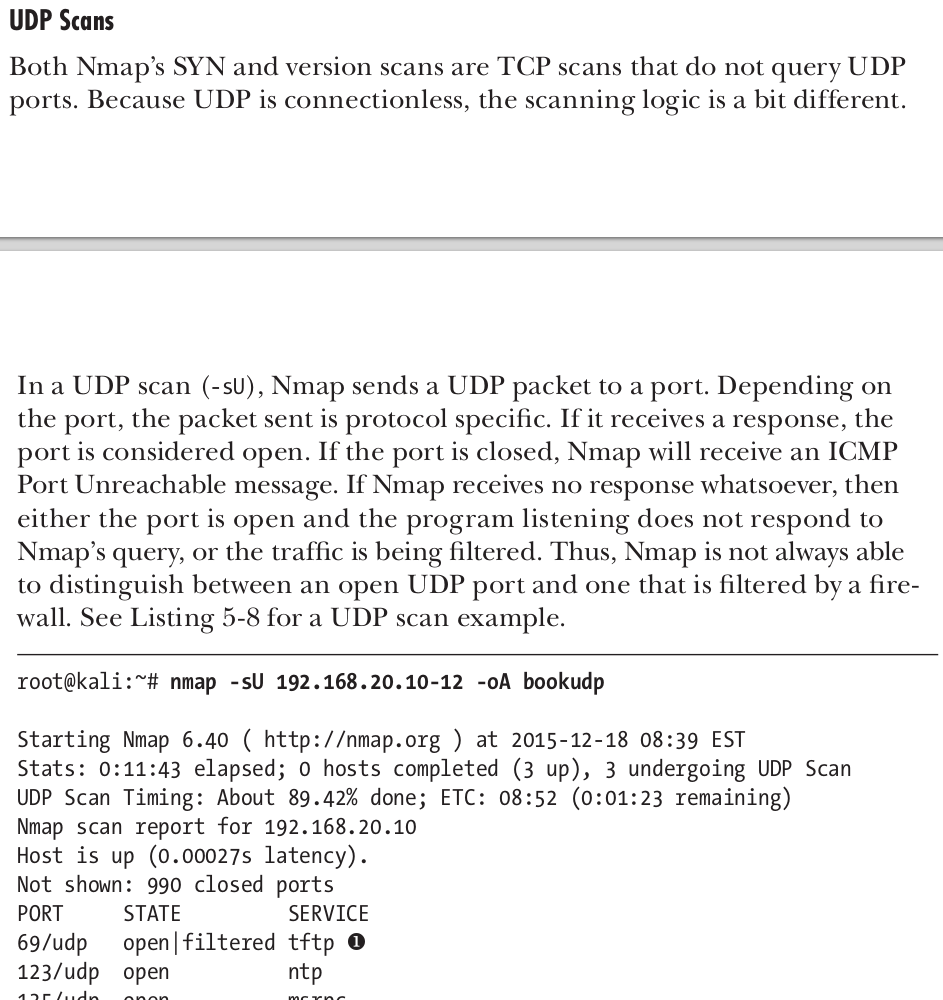 UDP Scans
Both Nmap’s SYN and version scans are TCP scans that do not query UDP
ports. Because UDP is connectionless, the scanning logic is a bit different.
In a UDP scan (-sU), Nmap sends a UDP packet to a port. Depending on
the port, the packet sent is protocol specific. If it receives a response, the
port is considered open. If the port is closed, Nmap will receive an ICMP
Port Unreachable message. If Nmap receives no response whatsoever, then
either the port is open and the program listening does not respond to
Nmap’s query, or the traffic is being filtered. Thus, Nmap is not always able
to distinguish between an open UDP port and one that is filtered by a fire-
wall. See Listing 5-8 for a UDP scan example.
root@kali:~# nmap -sU 192.168.20.10-12 -oA bookudp
Starting Nmap 6.40 ( http://nmap.org ) at 2015-12-18 08:39 EST
Stats: 0:11:43 elapsed; 0 hosts completed (3 up), 3 undergoing UDP Scan
UDP Scan Timing: About 89.42% done; ETC: 08:52 (0:01:23 remaining)
Nmap scan report for 192.168.20.10
Host is up (0.00027s latency).
Not shown: 990 closed ports
PORT STATE SERVICE
69/udp open|filtered tftp ❶
123/udp open ntp
135/udp open msrpc